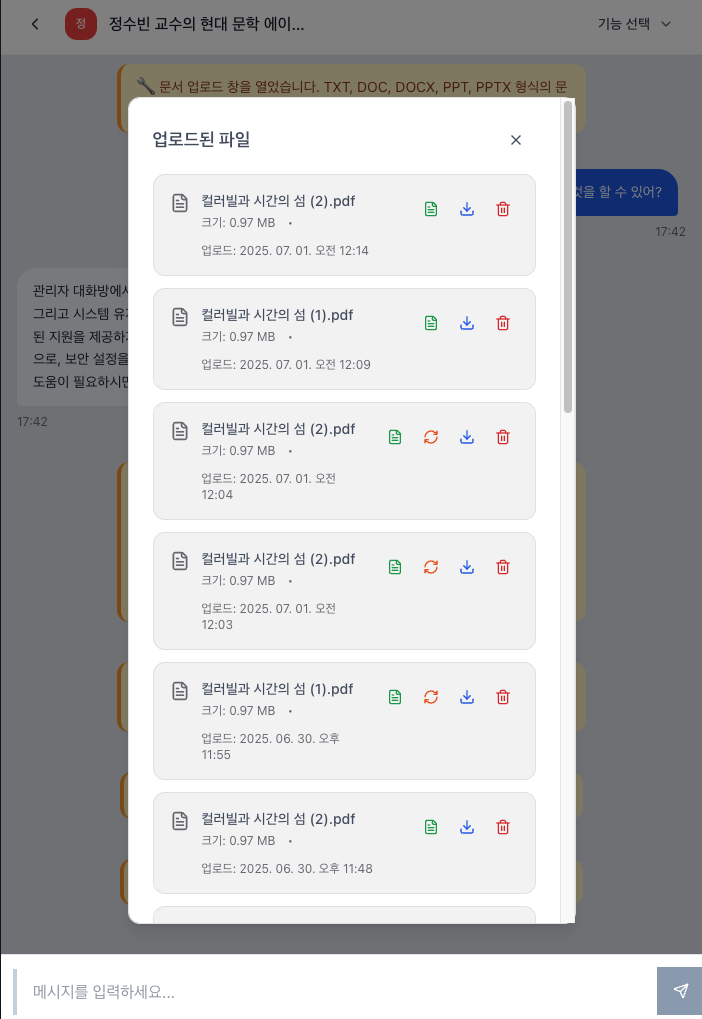 정
정수빈 교수의 현대 문학 에이...
기능 선택
문서 업로드 창을 열었습니다. TXT, DOC, DOCX, PPT, PPTX 형식의 문
것을 할 수 있어?
17:42
관리자 대화방에서
그리고 시스템 유지
된 지원을 제공하
으로, 보안 설정을
도움이 필요하시면
17:42
업로드된 파일
컬러빌과 시간의 섬 (2).pdf
크기: 0.97 MB •
업로드: 2025. 07. 01. 오전 12:14
컬러빌과 시간의 섬 (1).pdf
크기: 0.97 MB •
업로드: 2025. 07. 01. 오전 12:09
컬러빌과 시간의 섬 (2).pdf
크기: 0.97 MB •
업로드: 2025. 07. 01. 오전
12:04
컬러빌과 시간의 섬 (2).pdf
크기: 0.97 MB •
업로드: 2025. 07. 01. 오전
12:03
컬러빌과 시간의 섬 (1).pdf
크기: 0.97 MB •
업로드: 2025. 06. 30. 오후
11:55
컬러빌과 시간의 섬 (2).pdf
크기: 0.97 MB •
업로드: 2025. 06. 30. 오후 11:48
메시지를 입력하세요...